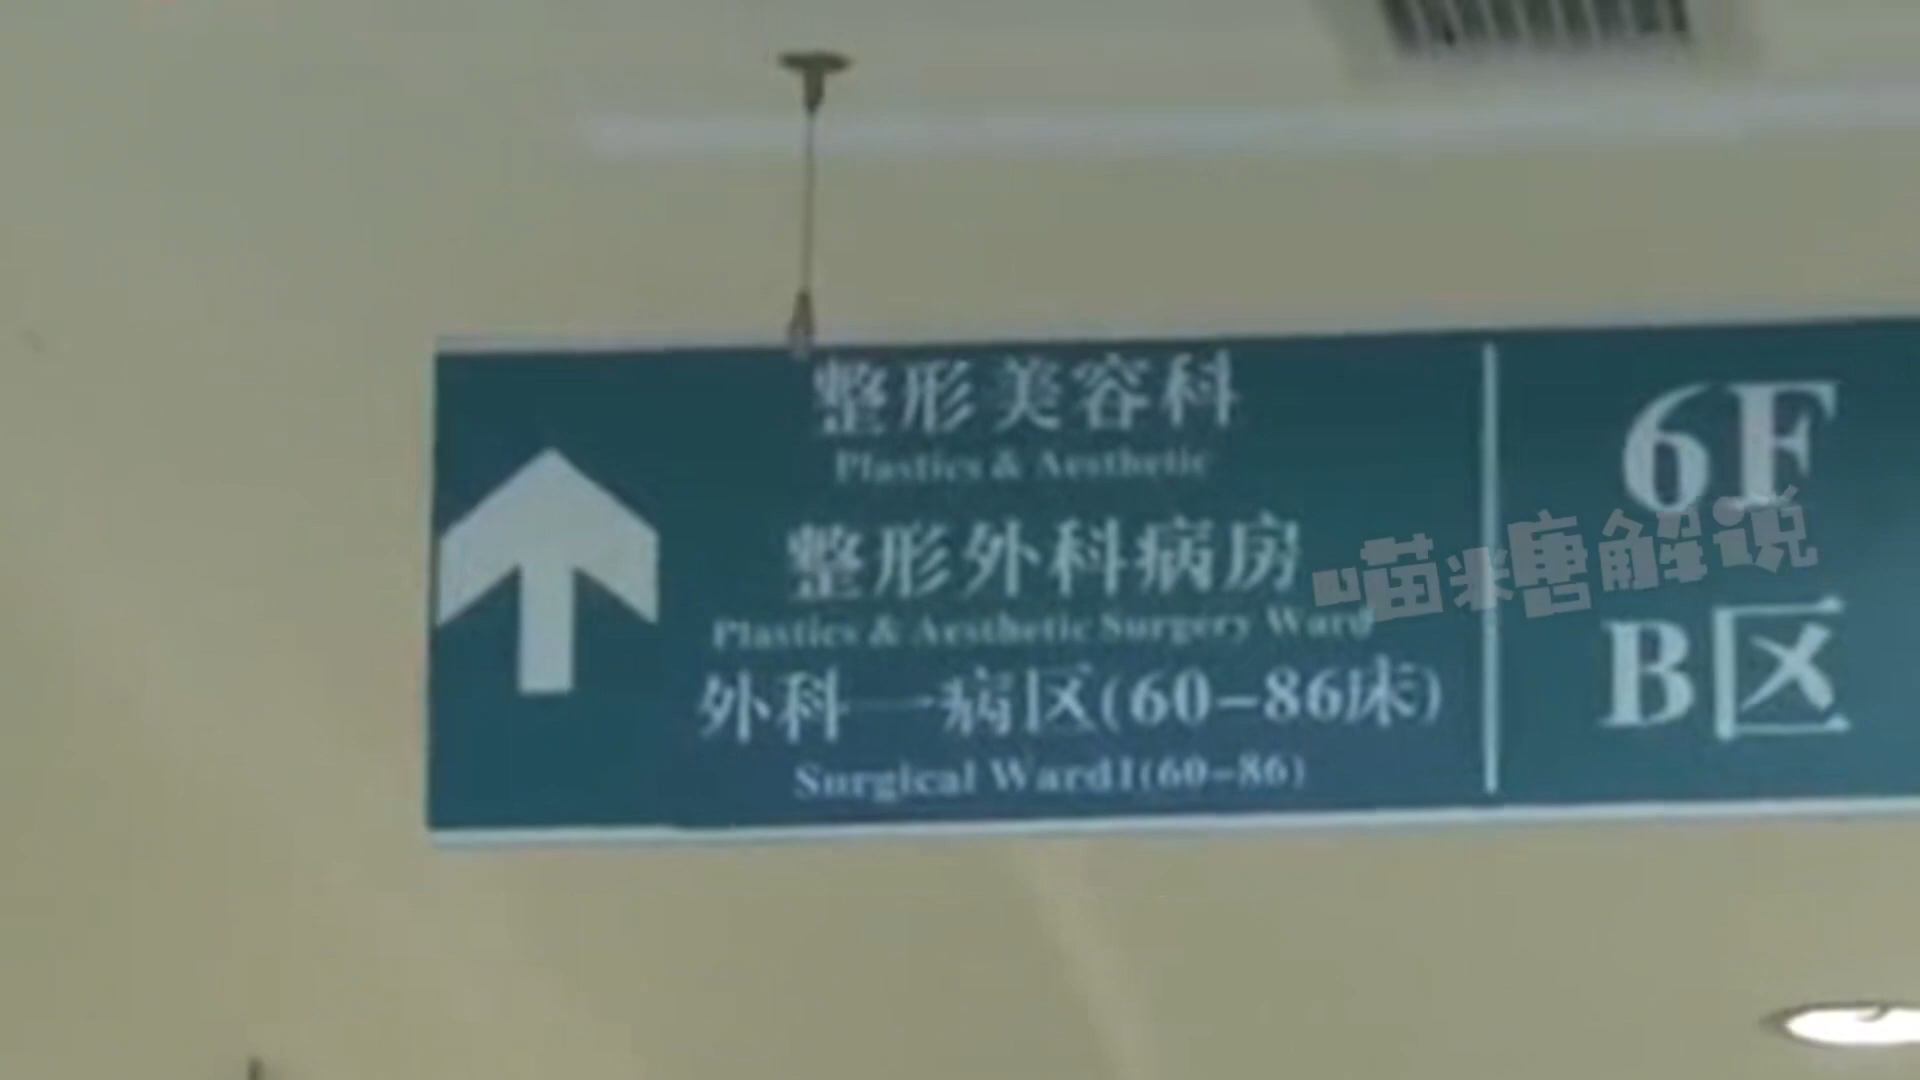 整形美容科
Plastics & Aesthetic
整形外科病房
Plastics & Aesthetic Surgery Ward
外科一病区(60-86床)
Surgical Ward1(60-86)
6F
B区
喵糖解说